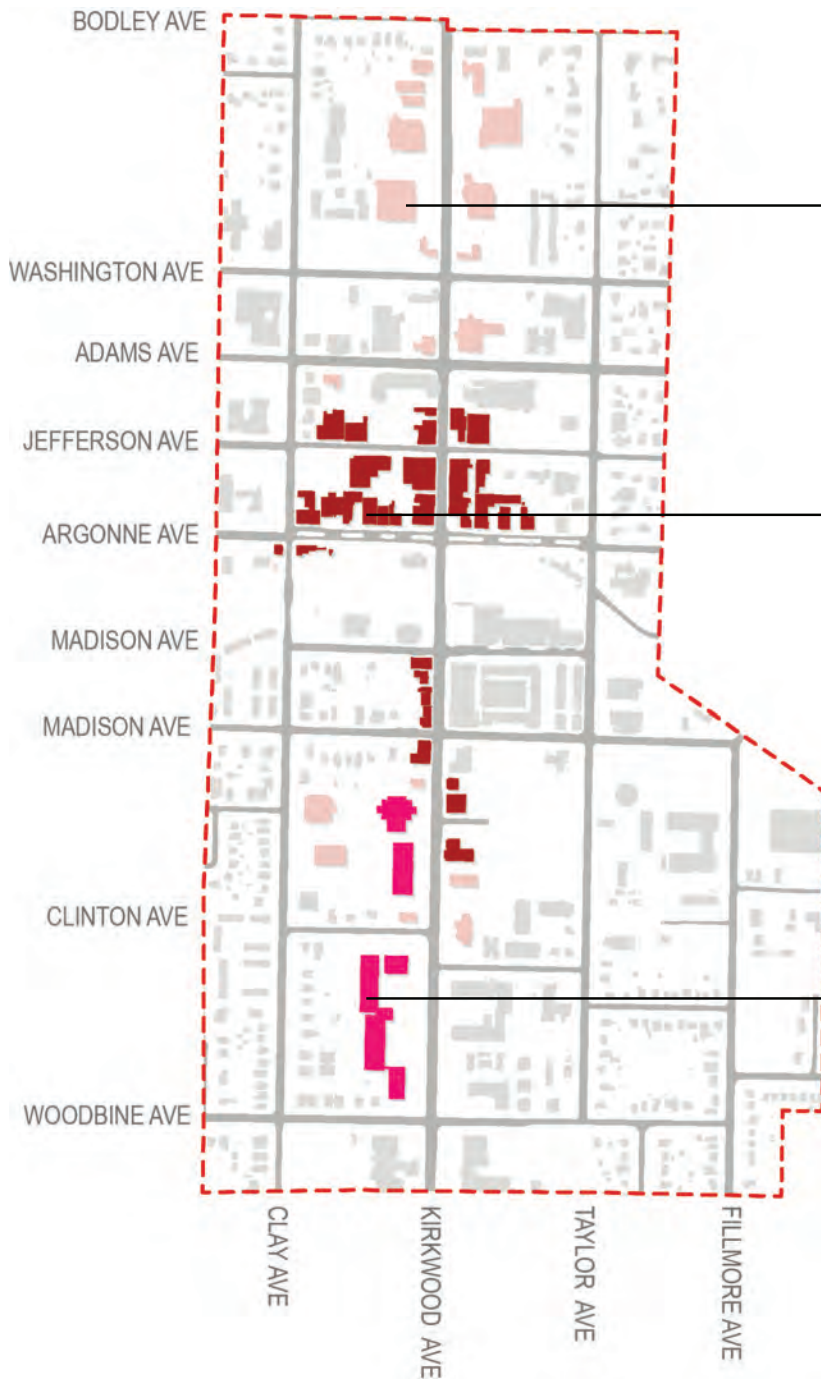 BODLEY AVE
WASHINGTON AVE
ADAMS AVE
JEFFERSON AVE
ARGONNE AVE
MADISON AVE
MADISON AVE
CLINTON AVE
WOODBINE AVE
CLAY AVE
KIRKWOOD AVE
TAYLOR AVE
FILLMORE AVE